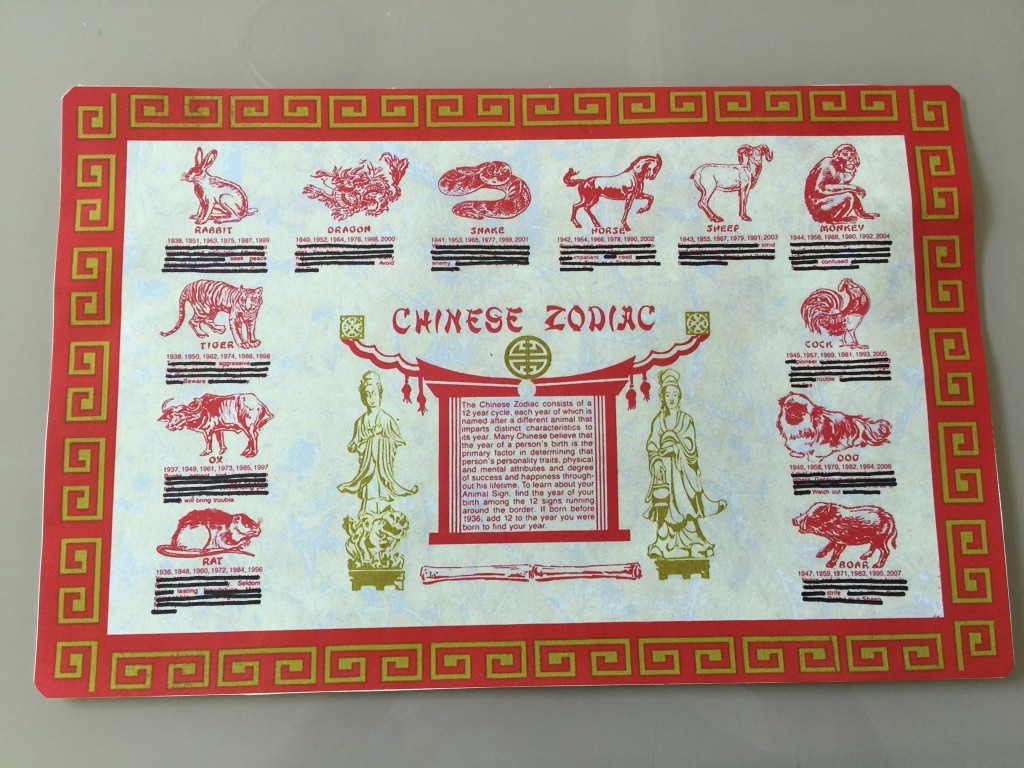 RABBIT
1939, 1951, 1963, 1975, 1987, 1999
seek peace
DRAGON
1940, 1952, 1964, 1976, 1988, 2000
Avoid
SNAKE
1941, 1953, 1965, 1977, 1989, 2001
enemy.
HORSE
1942, 1954, 1966, 1978, 1990, 2002
impatient need
SHEEP
1943, 1955, 1967, 1979, 1991, 2003
timid
MONKEY
1944, 1956, 1968, 1980, 1992, 2004
confused
TIGER
1938, 1950, 1962, 1974, 1986, 1998
aggressive
Beware
CHINESE ZODIAC
COCK
1945, 1957, 1969, 1981, 1993, 2005
pioneer
trouble
OX
1937, 1949, 1961, 1973, 1985, 1997
will bring trouble.
The Chinese Zodiac consists of a
12 year cycle, each year of which is
named after a different animal that
imparts distinct characteristics to
its year. Many Chinese believe that
the year of a person's birth is the
primary factor in determining that
person's personality traits, physical
and mental attributes and degree
of success and happiness through-
out his lifetime. To learn about your
Animal Sign, find the year of your
birth among the 12 signs running
around the border. If born before
1936, add 12 to the year you were
born to find your year.
DOG
1946, 1958, 1970, 1982, 1994, 2006
Watch out
RAT
1936, 1948, 1960, 1972, 1984, 1996
Seldom
lasting
BOAR
1947, 1959, 1971, 1983, 1995, 2007
strife